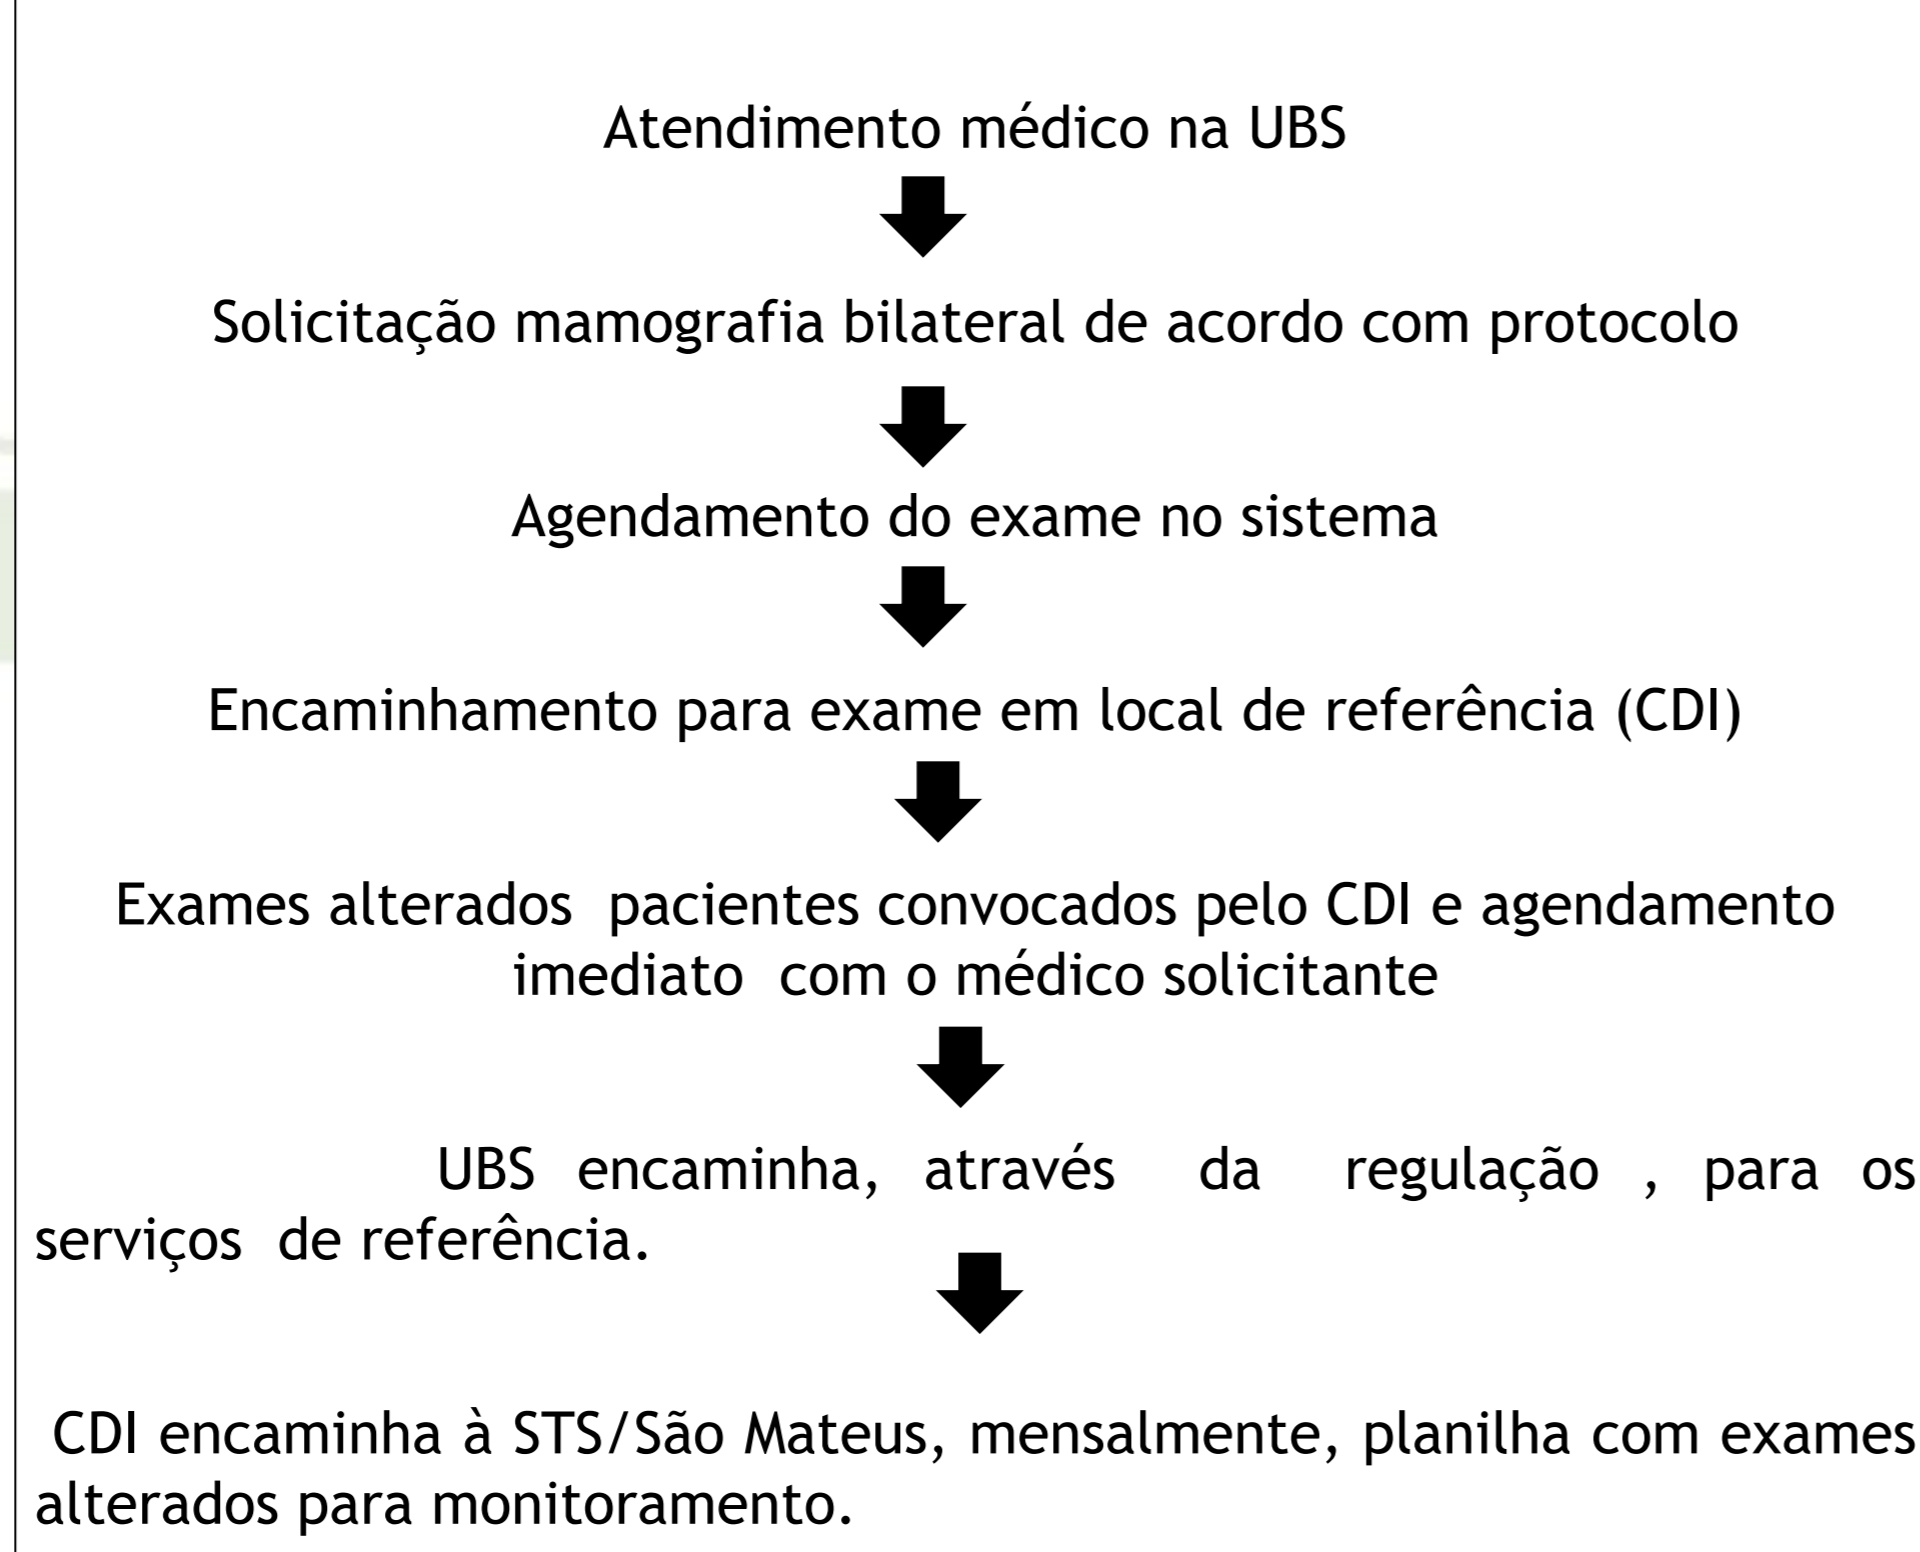 Atendimento médico na UBS
Solicitação mamografia bilateral de acordo com protocolo
Agendamento do exame no sistema
Encaminhamento para exame em local de referência (CDI)
Exames alterados  pacientes convocados pelo CDI e agendamento
imediato  com o médico solicitante
UBS encaminha, através da regulação , para os
serviços  de referência.
CDI encaminha à STS/São Mateus, mensalmente, planilha com exames
alterados para monitoramento.